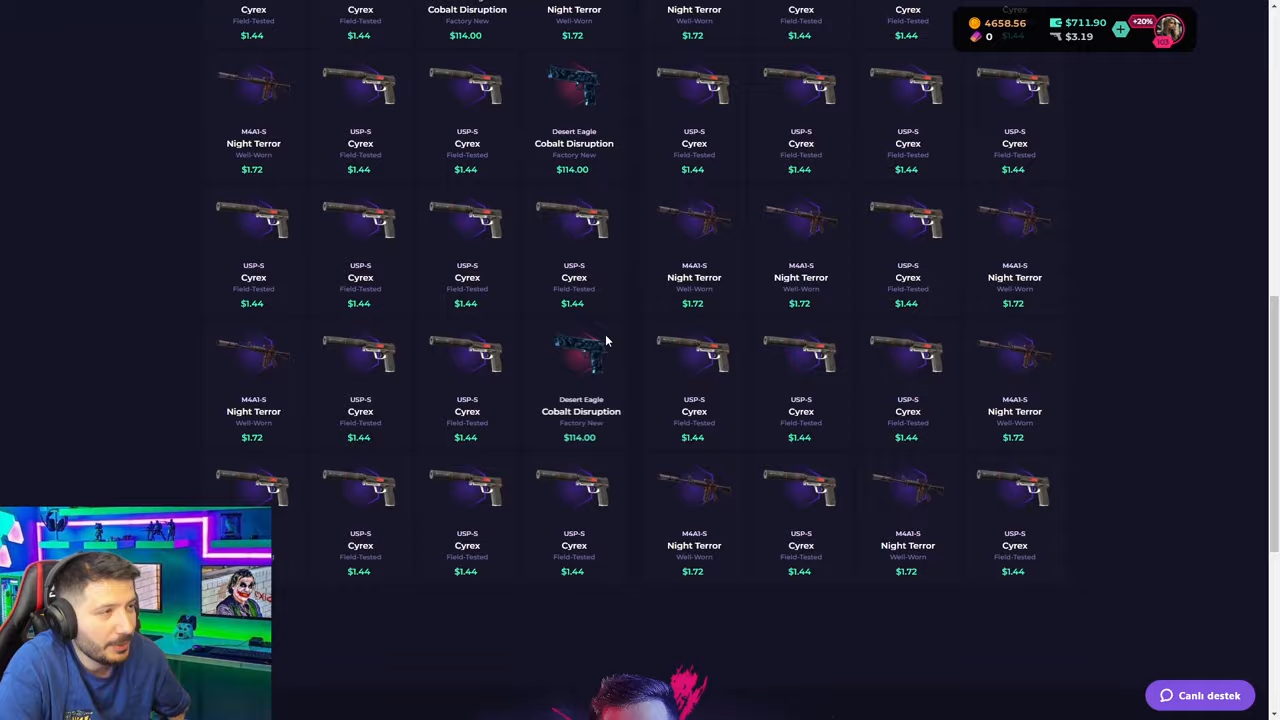 Cyrex Cyrex Cobalt Disruption Night Terror Night Terror Cyrex Cyrex Cyrex
Field-Tested Field-Tested Factory New Well-Worn Well-Worn Field-Tested Field-Tested Field-Tested
$1.44 $1.44 $114.00 $1.72 $1.72 $1.44 $1.44 $1.44
4658.56 $711.90 +20%
0 $3.19 103
M4A1-S USP-S USP-S Desert Eagle USP-S USP-S USP-S USP-S
Night Terror Cyrex Cyrex Cobalt Disruption Cyrex Cyrex Cyrex Cyrex
Well-Worn Field-Tested Field-Tested Factory New Field-Tested Field-Tested Field-Tested Field-Tested
$1.72 $1.44 $1.44 $114.00 $1.44 $1.44 $1.44 $1.44
USP-S USP-S USP-S USP-S M4A1-S M4A1-S USP-S M4A1-S
Cyrex Cyrex Cyrex Cyrex Night Terror Night Terror Cyrex Night Terror
Field-Tested Field-Tested Field-Tested Field-Tested Well-Worn Well-Worn Field-Tested Well-Worn
$1.44 $1.44 $1.44 $1.44 $1.72 $1.72 $1.44 $1.72
M4A1-S USP-S USP-S Desert Eagle USP-S USP-S USP-S M4A1-S
Night Terror Cyrex Cyrex Cobalt Disruption Cyrex Cyrex Cyrex Night Terror
Well-Worn Field-Tested Field-Tested Factory New Field-Tested Field-Tested Field-Tested Well-Worn
$1.72 $1.44 $1.44 $114.00 $1.44 $1.44 $1.44 $1.72
USP-S USP-S USP-S M4A1-S USP-S M4A1-S USP-S
Cyrex Cyrex Cyrex Night Terror Cyrex Night Terror Cyrex
Field-Tested Field-Tested Field-Tested Well-Worn Field-Tested Well-Worn Field-Tested
$1.44 $1.44 $1.44 $1.72 $1.44 $1.72 $1.44
Canlı destek